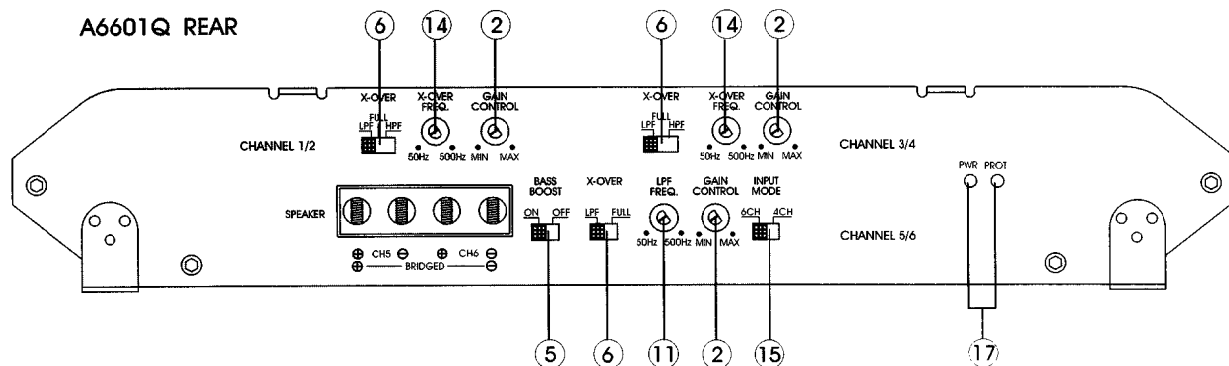 A6601Q REAR
6 14 2 6 14 2
X-OVER X-OVER FREQ. GAIN CONTROL X-OVER X-OVER FREQ. GAIN CONTROL
CHANNEL 1/2 LPF FULL HPF 50Hz 500Hz MIN MAX LPF FULL HPF 50Hz 500Hz MIN MAX CHANNEL 3/4
PWR PROT
BASS BOOST X-OVER LPF FREQ. GAIN CONTROL INPUT MODE
SPEAKER ON OFF LPF FULL 50Hz 500Hz MIN MAX 6CH 4CH CHANNEL 5/6
⊕ CH5 ⊖ ⊕ CH6 ⊖
⊕ BRIDGED ⊖
5 6 11 2 15 17